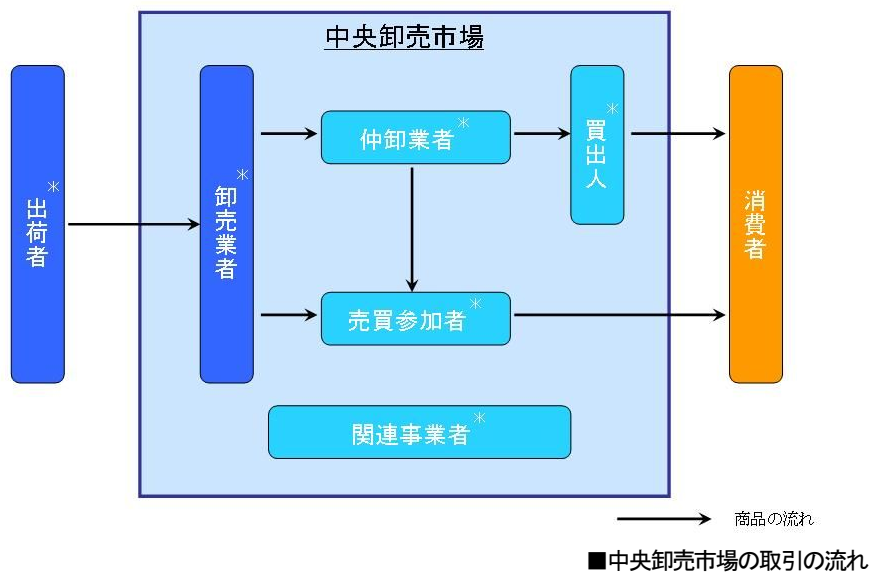 中央卸売市場
出荷者*
卸売業者*
仲卸業者*
買出人*
売買参加者*
関連事業者*
消費者
商品の流れ
■中央卸売市場の取引の流れ